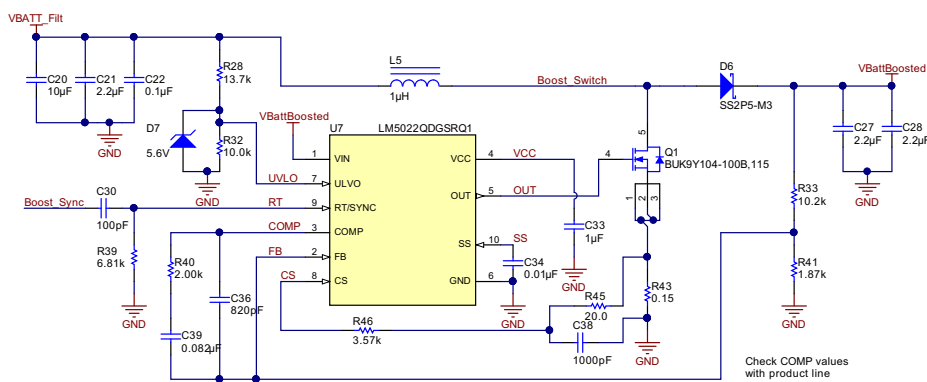 VBATT_Filt
C20
10µF
C21
2.2µF
C22
0.1µF
GND
R28
13.7k
D7
5.6V
R32
10.0k
GND
L5
1µH
Boost_Switch
D6
SS2P5-M3
VBattBoosted
C27
2.2µF
C28
2.2µF
GND
VBattBoosted
U7
LM5022QDGSRQ1
1
VIN
7
ULVO
9
RT/SYNC
3
COMP
2
FB
8
CS
VCC
4
OUT
5
SS
10
GND
6
UVLO
RT
COMP
FB
CS
VCC
OUT
SS
5
4
1
2
3
Q1
BUK9Y104-100B,115
Boost_Sync
C30
100pF
R39
6.81k
GND
R40
2.00k
C36
820pF
C39
0.082µF
C33
1µF
GND
C34
0.01µF
GND
R46
3.57k
R45
20.0
C38
1000pF
R43
0.15
GND
R33
10.2k
R41
1.87k
GND
Check COMP values
with product line